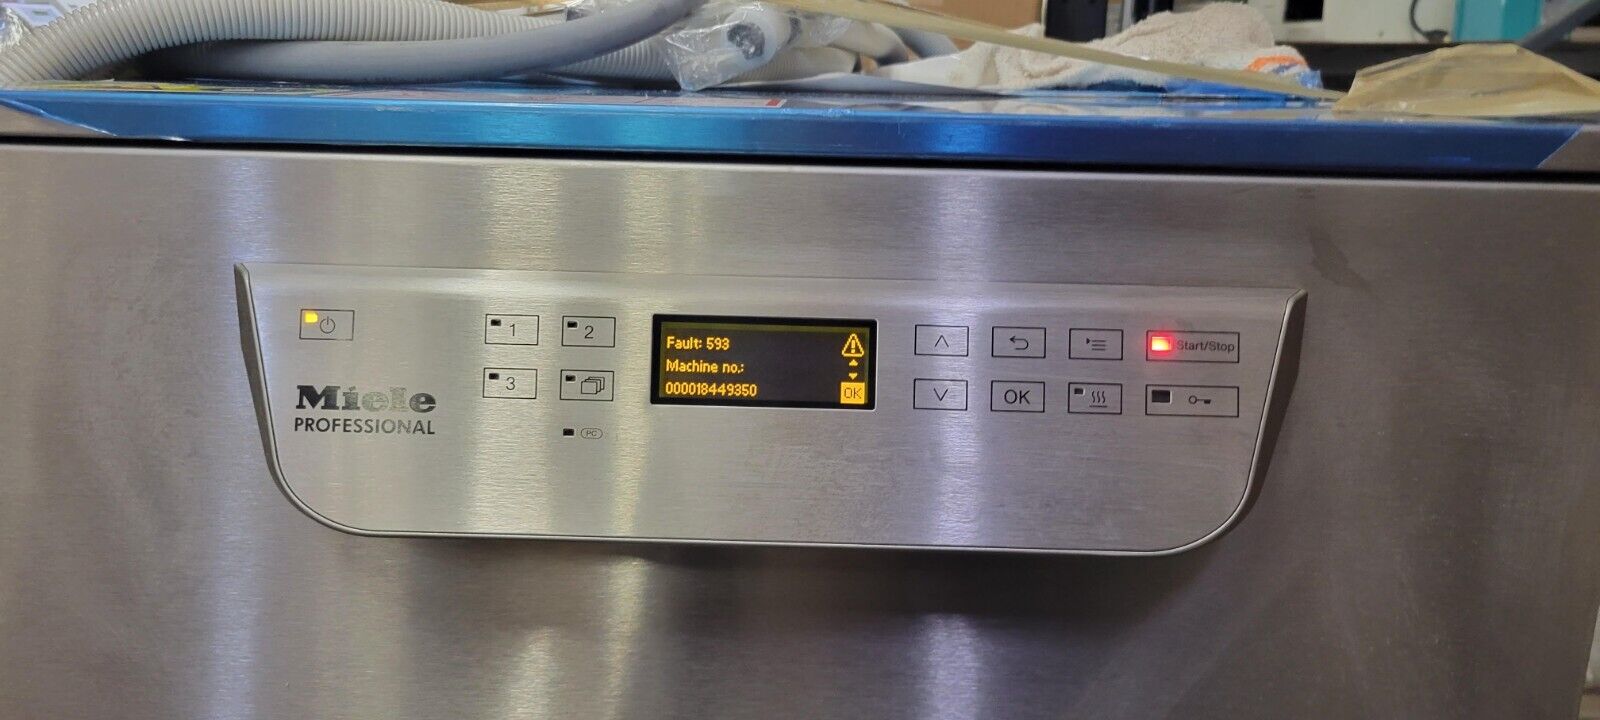 1
2
3
PC
Miele
PROFESSIONAL
Fault: 593
Machine no.:
000018449350
OK
OK
Start/Stop